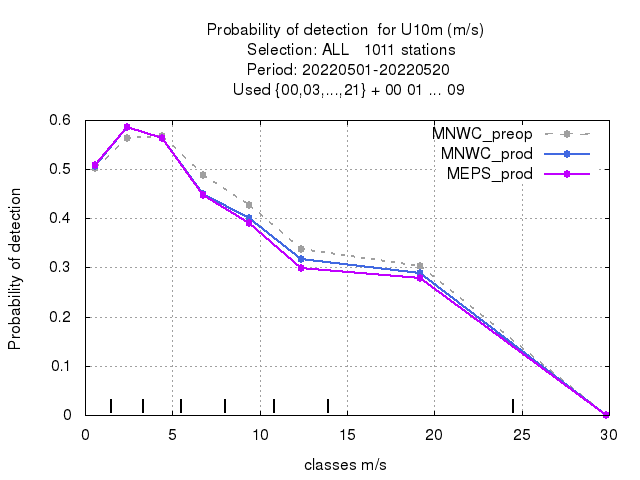 Probability of detection  for U10m (m/s)
Selection: ALL   1011 stations
Period: 20220501-20220520
Used {00,03,...,21} + 00 01 ... 09
MNWC_preop
MNWC_prod
MEPS_prod
Probability of detection
0.6
0.5
0.4
0.3
0.2
0.1
0
0 5 10 15 20 25 30
classes m/s